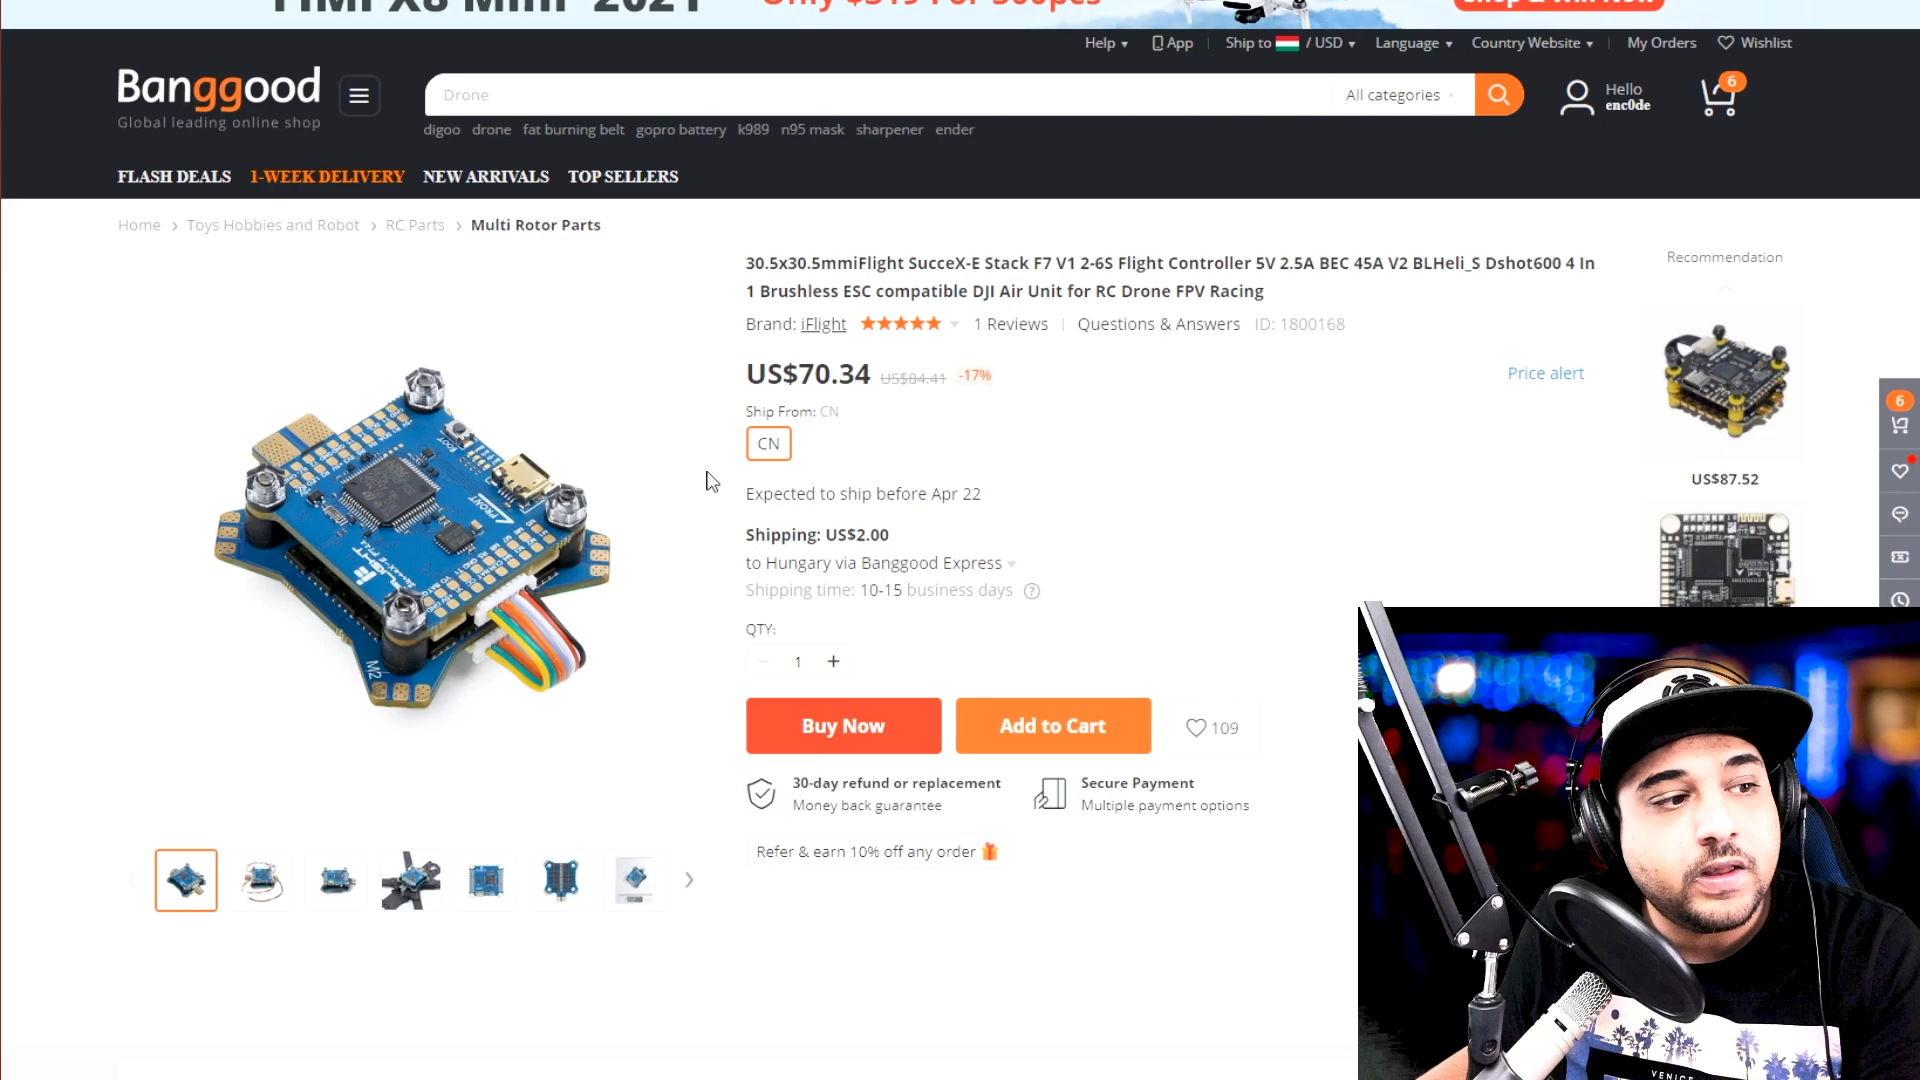 Only $319 For 500pcs
Help
App
Ship to / USD
Language
Country Website
My Orders
Wishlist
Banggood
Global leading online shop
Drone
All categories
Hello
enc0de
6
digoo drone fat burning belt gopro battery k989 n95 mask sharpener ender
FLASH DEALS 1-WEEK DELIVERY NEW ARRIVALS TOP SELLERS
Home > Toys Hobbies and Robot > RC Parts > Multi Rotor Parts
30.5x30.5mmiFlight SucceX-E Stack F7 V1 2-6S Flight Controller 5V 2.5A BEC 45A V2 BLHeli_S Dshot600 4 In
1 Brushless ESC compatible DJI Air Unit for RC Drone FPV Racing
Brand: iFlight 1 Reviews Questions & Answers ID: 1800168
US$70.34 US$84.41 -17%
Price alert
Ship From: CN
CN
Expected to ship before Apr 22
Shipping: US$2.00
to Hungary via Banggood Express
Shipping time: 10-15 business days ?
QTY:
1 +
Buy Now
Add to Cart
109
30-day refund or replacement
Money back guarantee
Secure Payment
Multiple payment options
Refer & earn 10% off any order
Recommendation
US$87.52
6
FRONT
M2
VENICE